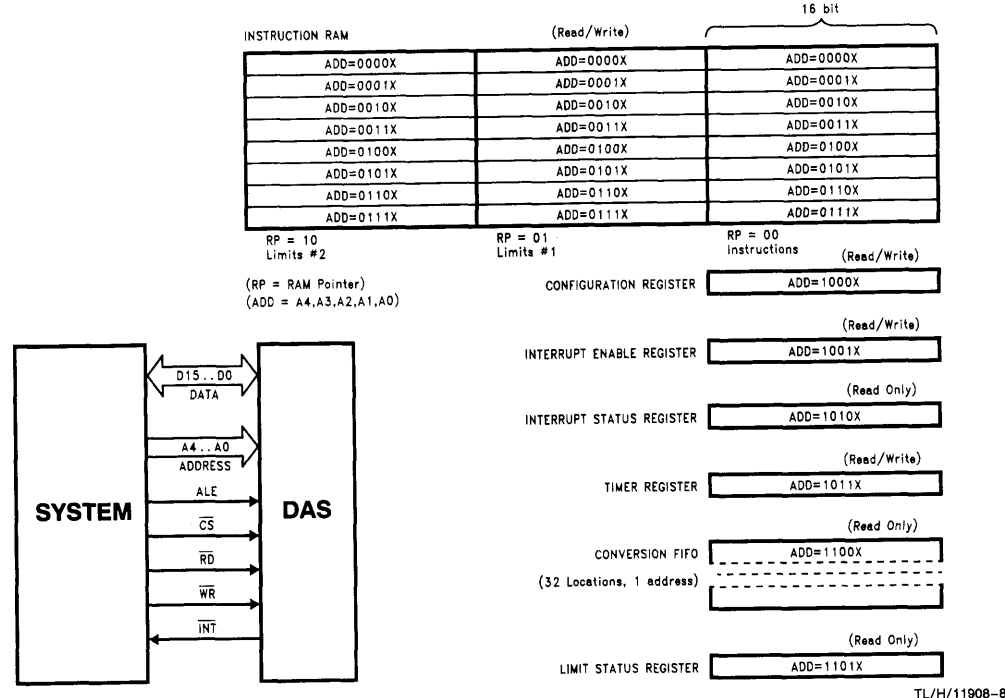 16 bit
INSTRUCTION RAM (Read/Write)
ADD=0000X ADD=0000X ADD=0000X
ADD=0001X ADD=0001X ADD=0001X
ADD=0010X ADD=0010X ADD=0010X
ADD=0011X ADD=0011X ADD=0011X
ADD=0100X ADD=0100X ADD=0100X
ADD=0101X ADD=0101X ADD=0101X
ADD=0110X ADD=0110X ADD=0110X
ADD=0111X ADD=0111X ADD=0111X
RP = 10 RP = 01 RP = 00
Limits #2 Limits #1 Instructions
(RP = RAM Pointer)
(ADD = A4,A3,A2,A1,A0)
(Read/Write)
CONFIGURATION REGISTER ADD=1000X
(Read/Write)
INTERRUPT ENABLE REGISTER ADD=1001X
(Read Only)
INTERRUPT STATUS REGISTER ADD=1010X
(Read/Write)
TIMER REGISTER ADD=1011X
(Read Only)
CONVERSION FIFO ADD=1100X
(32 Locations, 1 address)
(Read Only)
LIMIT STATUS REGISTER ADD=1101X
SYSTEM
D15..D0
DATA
A4..A0
ADDRESS
ALE
C̅S̅
R̅D̅
W̅R̅
I̅N̅T̅
DAS
TL/H/11908-8